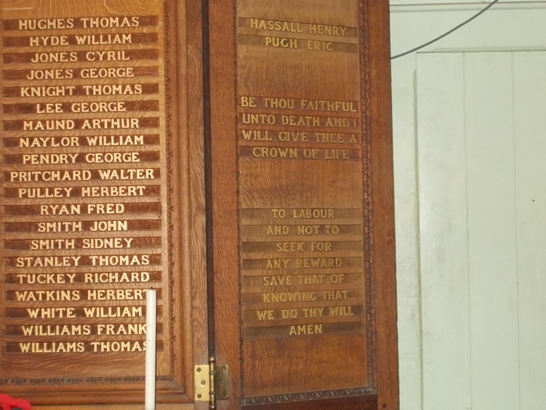 HUGHES THOMAS
HYDE WILLIAM
JONES CYRIL
JONES GEORGE
KNIGHT THOMAS
LEE GEORGE
MAUND ARTHUR
NAYLOR WILLIAM
PENDRY GEORGE
PRITCHARD WALTER
PULLEY HERBERT
RYAN FRED
SMITH JOHN
SMITH SIDNEY
STANLEY THOMAS
TUCKEY RICHARD
WATKINS HERBERT
WHITE WILLIAM
WILLIAMS FRANK
WILLIAMS THOMAS
HASSALL HENRY
PUGH ERIC
BE THOU FAITHFUL
UNTO DEATH AND I
WILL GIVE THEE A
CROWN OF LIFE
TO LABOUR
AND NOT TO
SEEK FOR
ANY REWARD
SAVE THAT OF
KNOWING THAT
WE DO THY WILL
AMEN